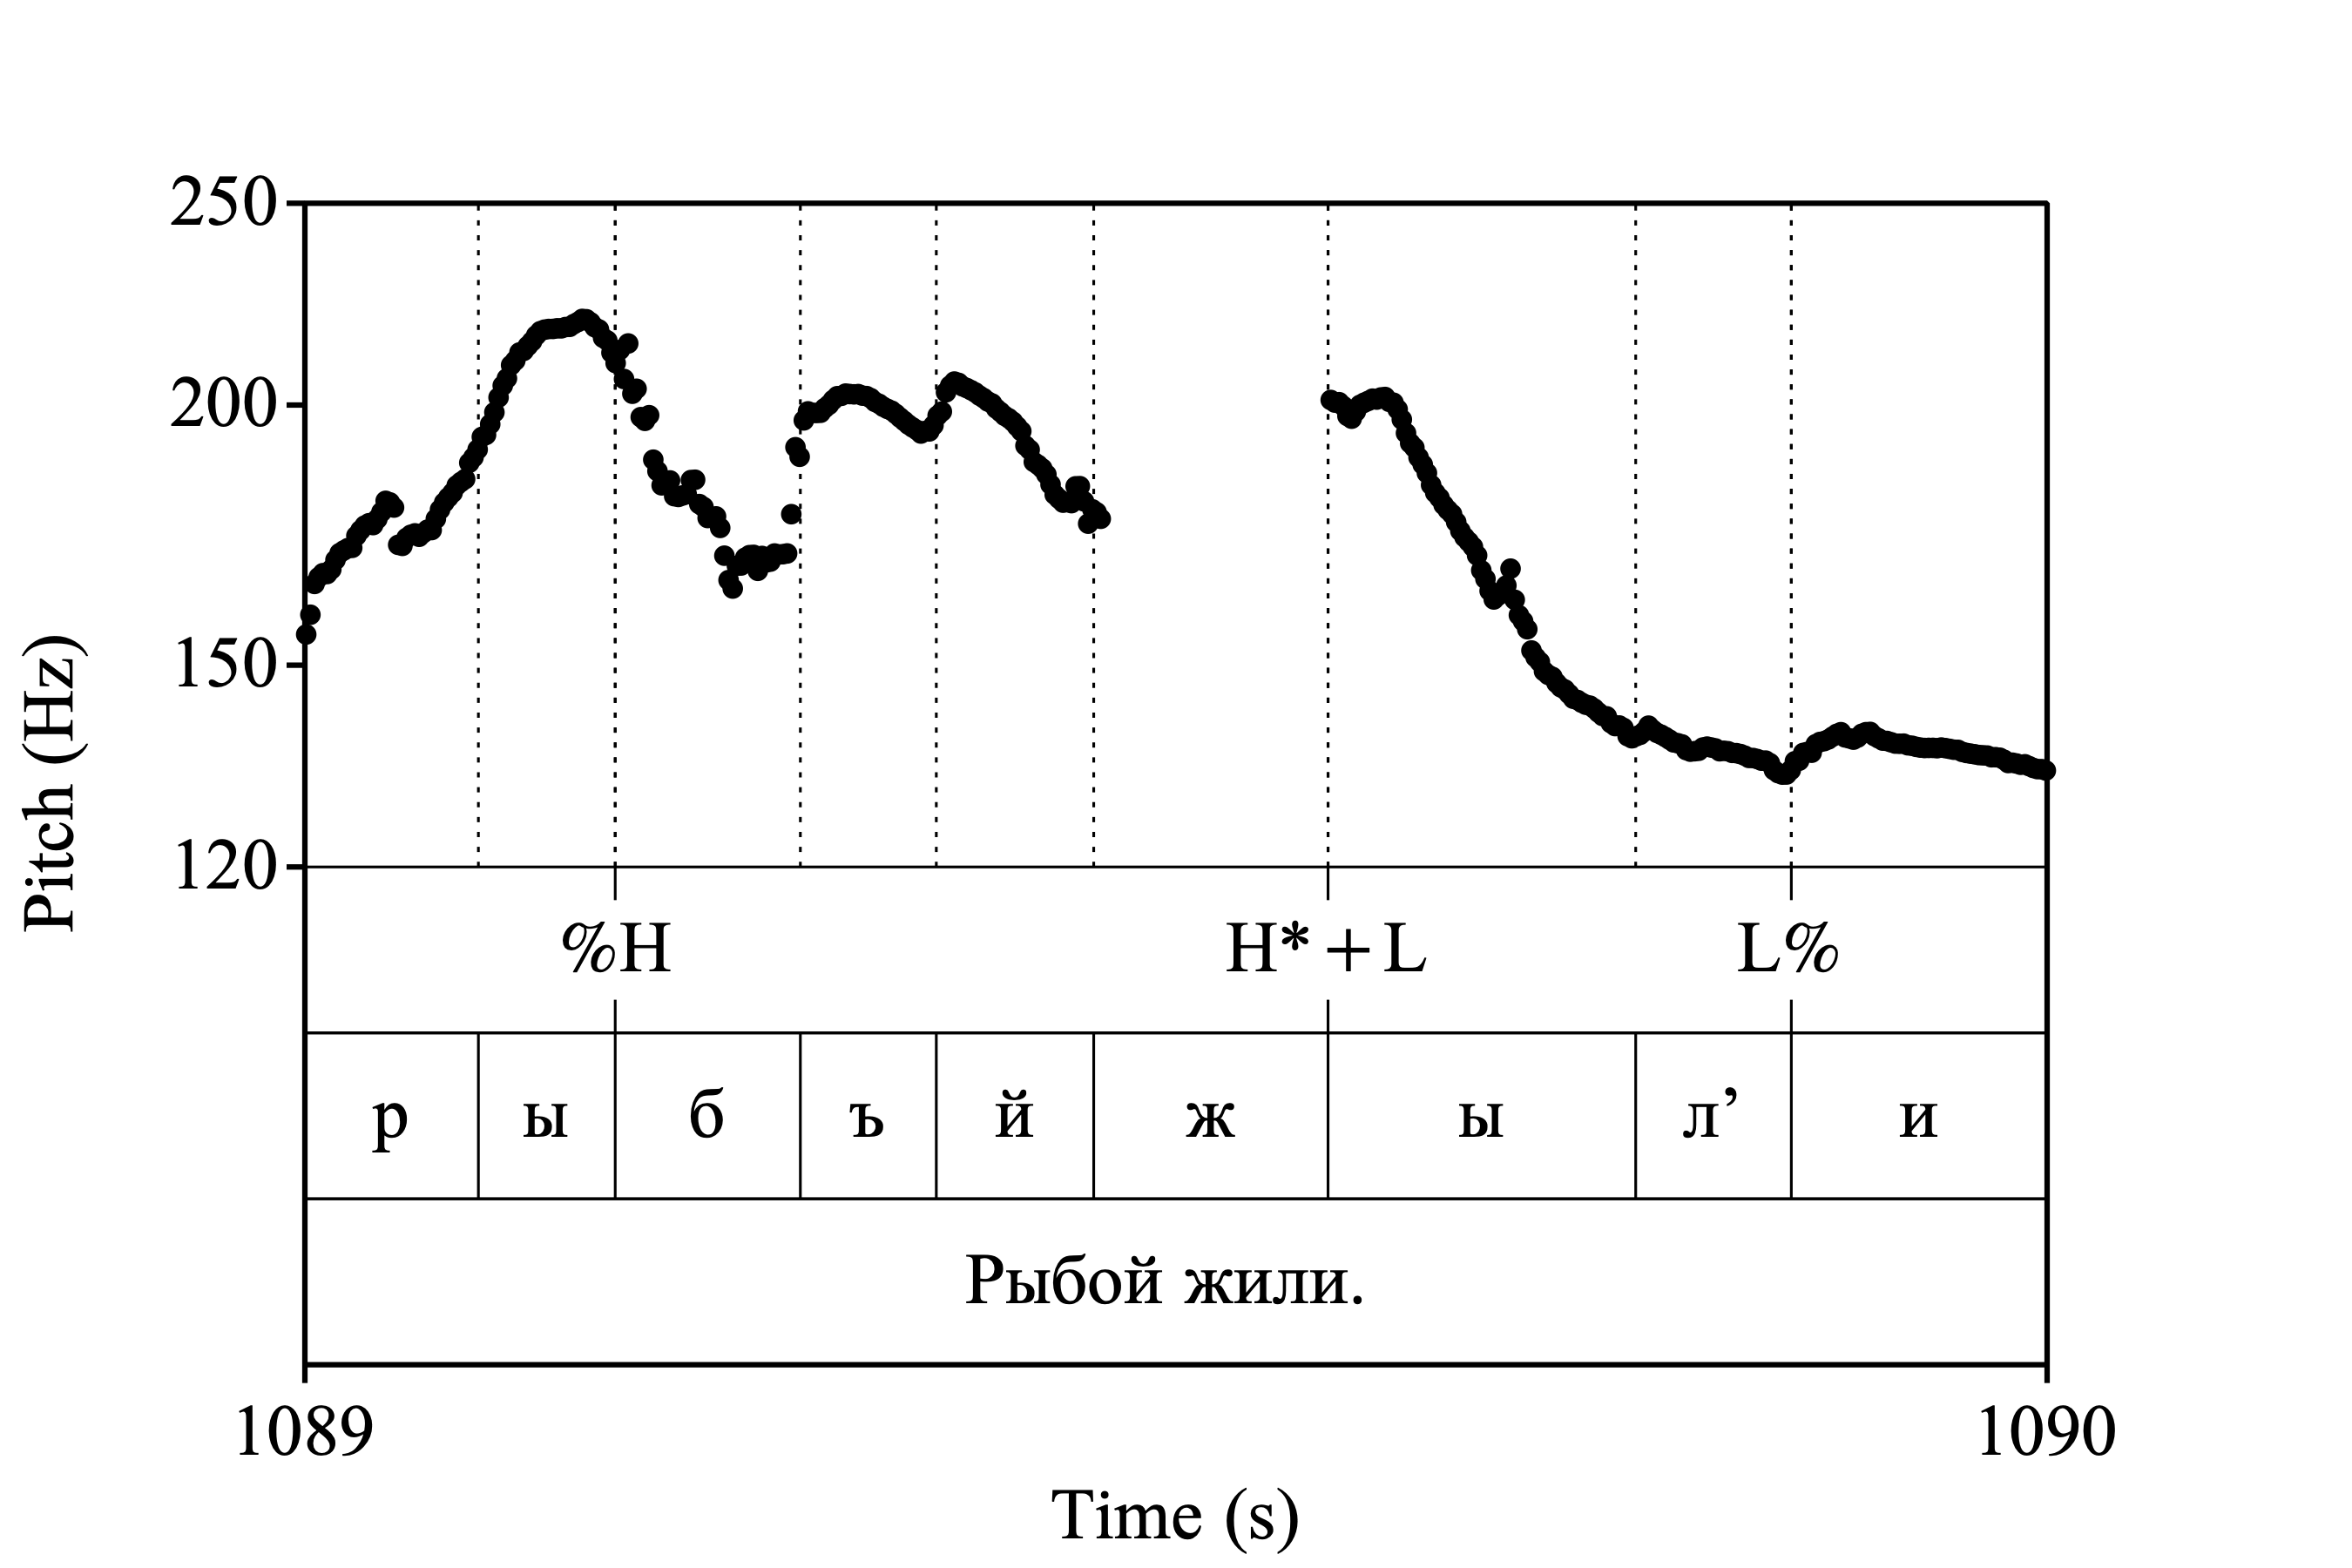 250
200
150
120
Pitch (Hz)
%H H*+L L%
р ы б ъ й ж ы л’ и
Рыбой жили.
1089 1090
Time (s)